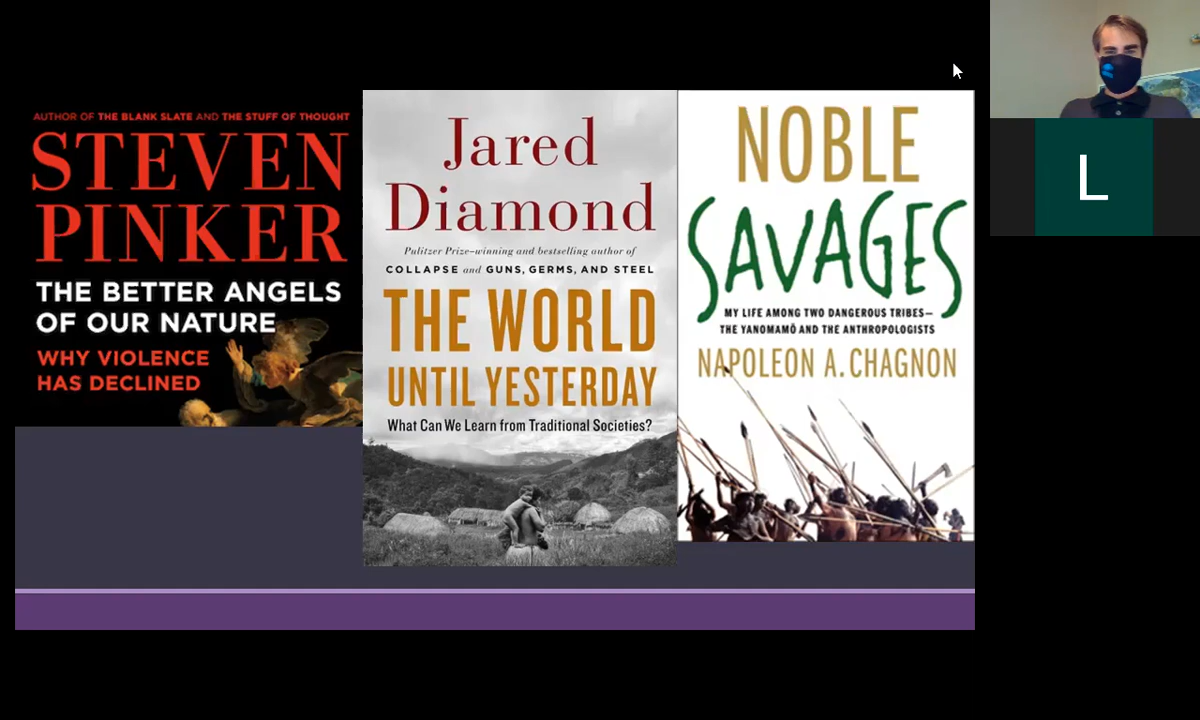 AUTHOR OF THE BLANK SLATE AND THE STUFF OF THOUGHT
STEVEN
PINKER
THE BETTER ANGELS
OF OUR NATURE
WHY VIOLENCE
HAS DECLINED
Jared
Diamond
Pulitzer Prize–winning and bestselling author of
COLLAPSE and GUNS, GERMS, AND STEEL
THE WORLD
UNTIL YESTERDAY
What Can We Learn from Traditional Societies?
NOBLE
SAVAGES
MY LIFE AMONG TWO DANGEROUS TRIBES—
THE YANOMAMÖ AND THE ANTHROPOLOGISTS
NAPOLEON A. CHAGNON
L